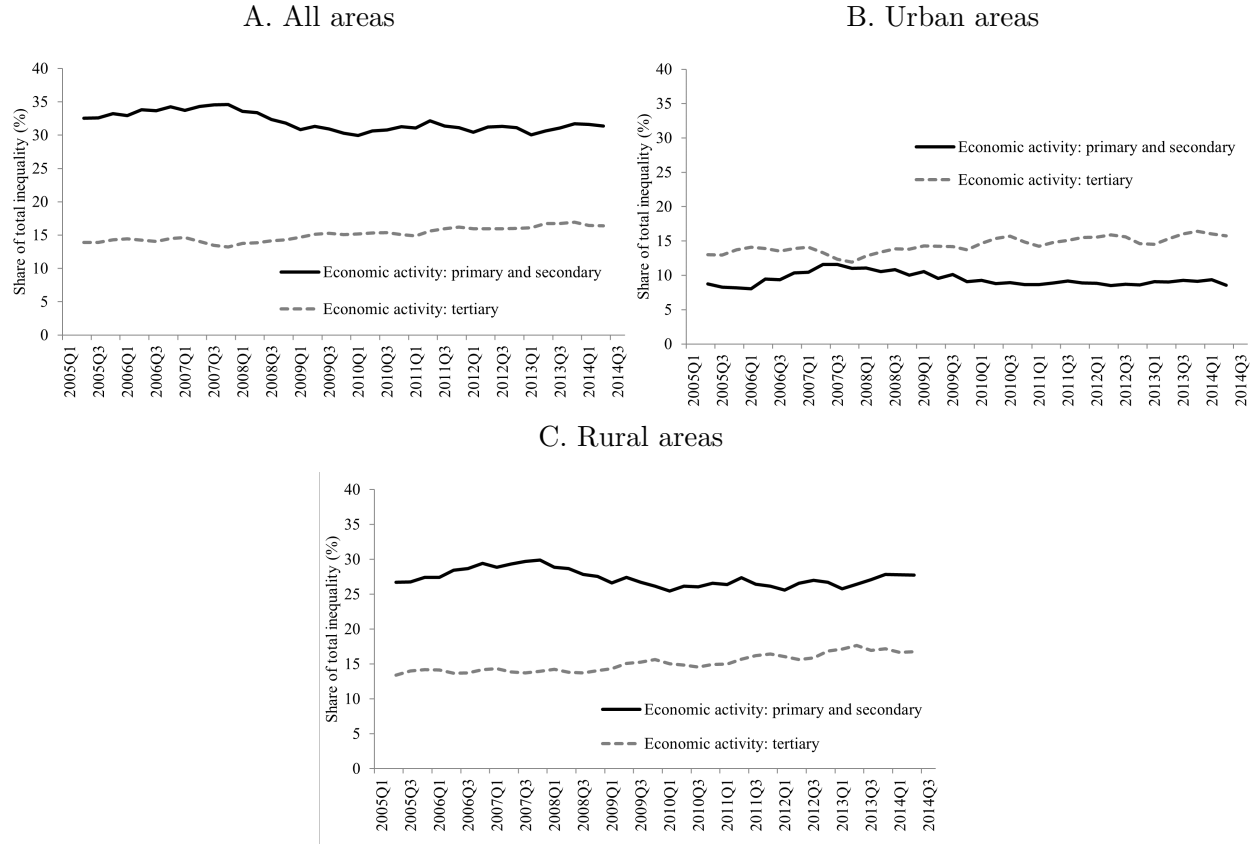 A. All areas
Share of total inequality (%)
40
35
30
25
20
15
10
5
0
Economic activity: primary and secondary
Economic activity: tertiary
2005Q1
2005Q3
2006Q1
2006Q3
2007Q1
2007Q3
2008Q1
2008Q3
2009Q1
2009Q3
2010Q1
2010Q3
2011Q1
2011Q3
2012Q1
2012Q3
2013Q1
2013Q3
2014Q1
2014Q3
B. Urban areas
Share of total inequality (%)
40
35
30
25
20
15
10
5
0
Economic activity: primary and secondary
Economic activity: tertiary
2005Q1
2005Q3
2006Q1
2006Q3
2007Q1
2007Q3
2008Q1
2008Q3
2009Q1
2009Q3
2010Q1
2010Q3
2011Q1
2011Q3
2012Q1
2012Q3
2013Q1
2013Q3
2014Q1
2014Q3
C. Rural areas
Share of total inequality (%)
40
35
30
25
20
15
10
5
0
Economic activity: primary and secondary
Economic activity: tertiary
2005Q1
2005Q3
2006Q1
2006Q3
2007Q1
2007Q3
2008Q1
2008Q3
2009Q1
2009Q3
2010Q1
2010Q3
2011Q1
2011Q3
2012Q1
2012Q3
2013Q1
2013Q3
2014Q1
2014Q3